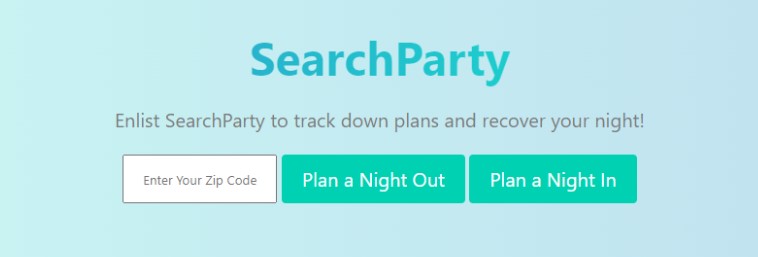 SearchParty
Enlist SearchParty to track down plans and recover your night!
Enter Your Zip Code Plan a Night Out Plan a Night In